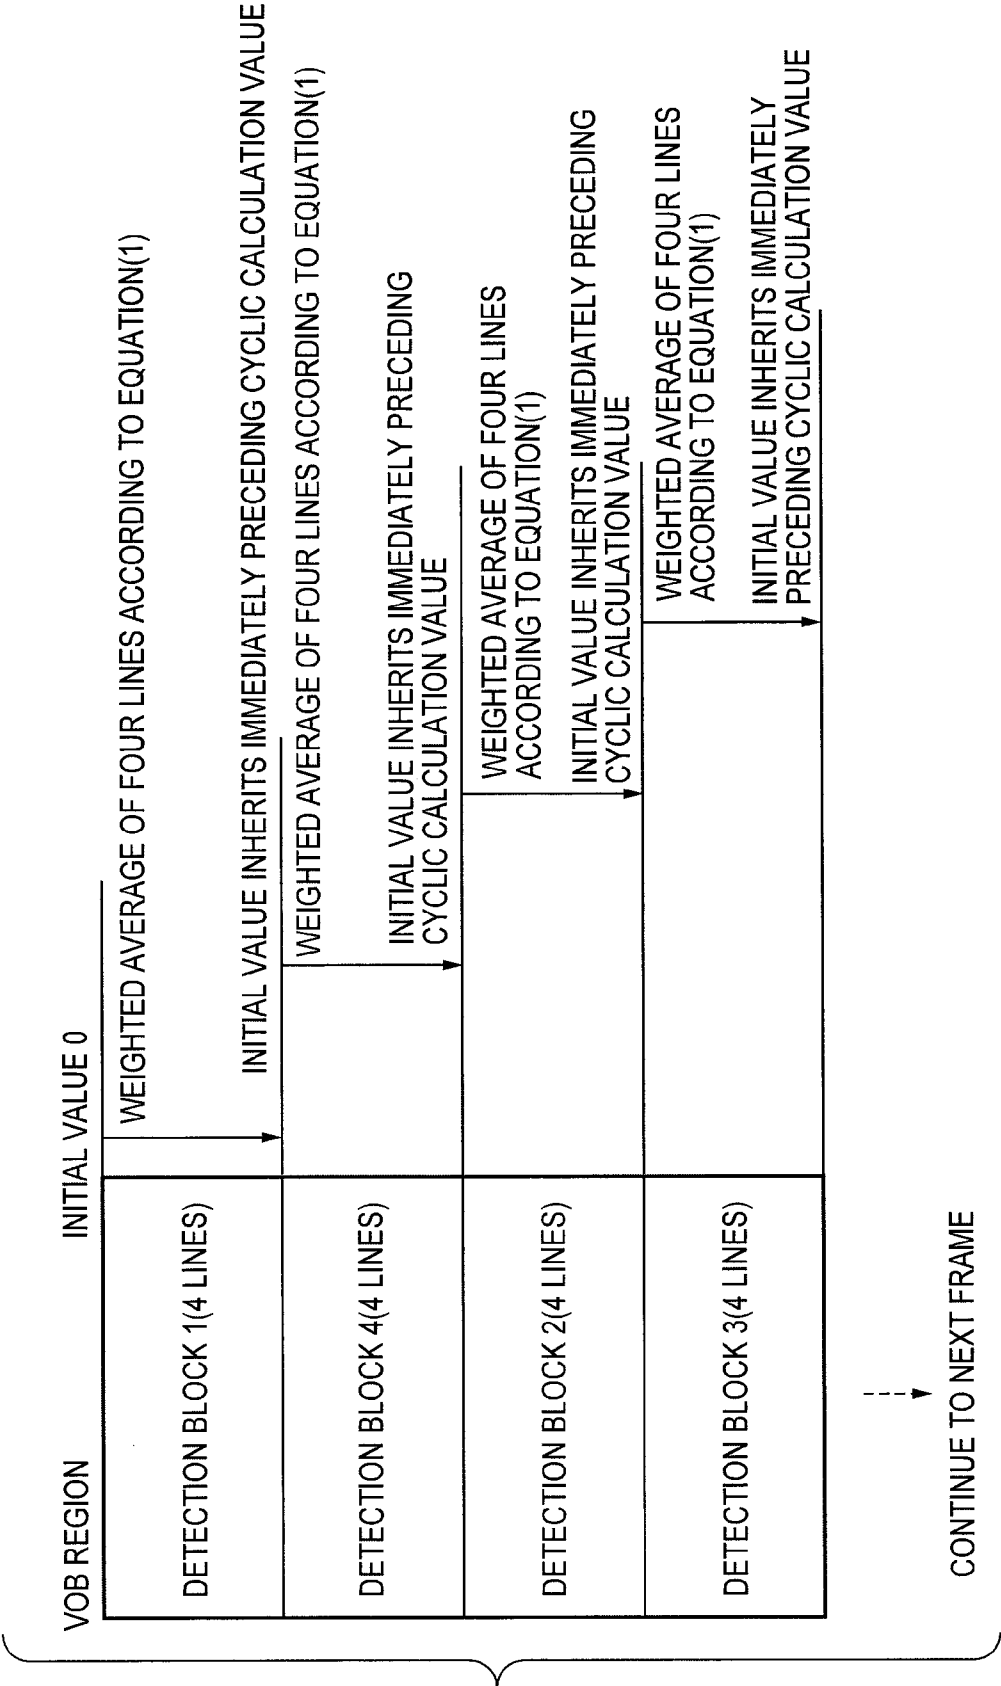 VOB REGION
INITIAL VALUE 0
DETECTION BLOCK 1(4 LINES)
WEIGHTED AVERAGE OF FOUR LINES ACCORDING TO EQUATION(1)
INITIAL VALUE INHERITS IMMEDIATELY PRECEDING CYCLIC CALCULATION VALUE
DETECTION BLOCK 4(4 LINES)
WEIGHTED AVERAGE OF FOUR LINES ACCORDING TO EQUATION(1)
INITIAL VALUE INHERITS IMMEDIATELY PRECEDING
CYCLIC CALCULATION VALUE
DETECTION BLOCK 2(4 LINES)
WEIGHTED AVERAGE OF FOUR LINES
ACCORDING TO EQUATION(1)
INITIAL VALUE INHERITS IMMEDIATELY PRECEDING
CYCLIC CALCULATION VALUE
DETECTION BLOCK 3(4 LINES)
WEIGHTED AVERAGE OF FOUR LINES
ACCORDING TO EQUATION(1)
INITIAL VALUE INHERITS IMMEDIATELY
PRECEDING CYCLIC CALCULATION VALUE
CONTINUE TO NEXT FRAME